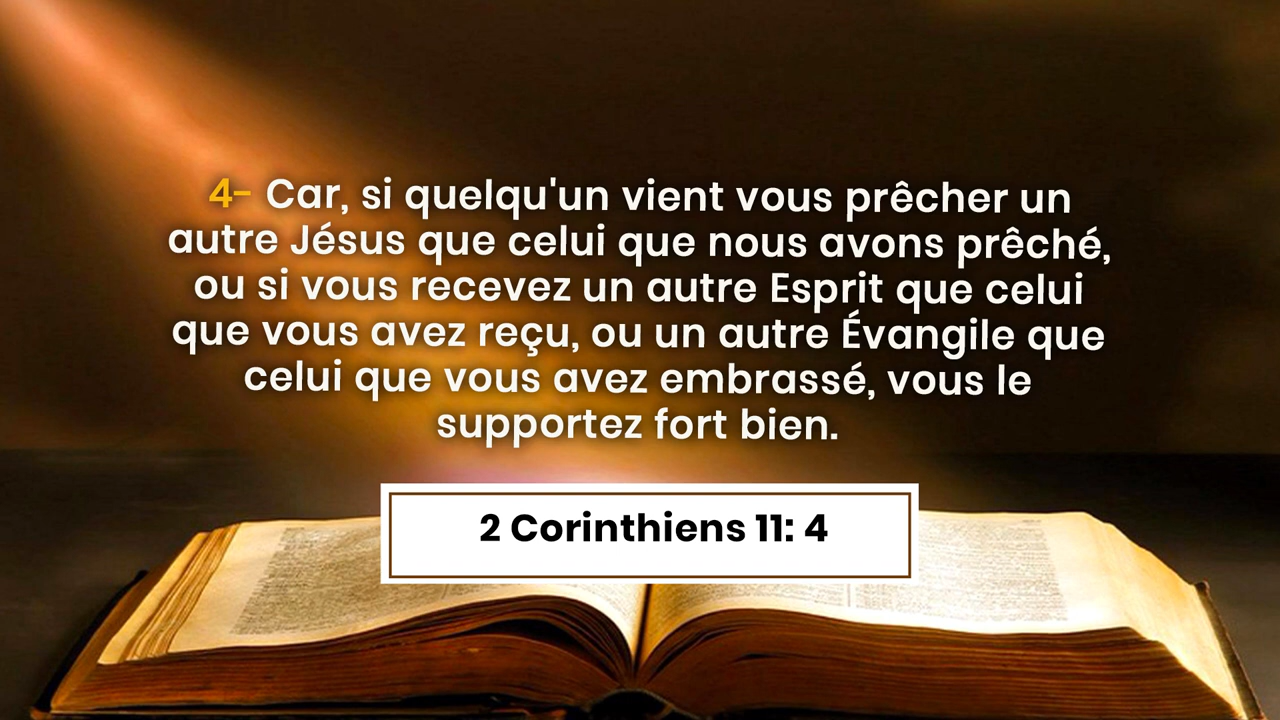 4- Car, si quelqu'un vient vous prêcher un
autre Jésus que celui que nous avons prêché,
ou si vous recevez un autre Esprit que celui
que vous avez reçu, ou un autre Évangile que
celui que vous avez embrassé, vous le
supportez fort bien.
2 Corinthiens 11: 4